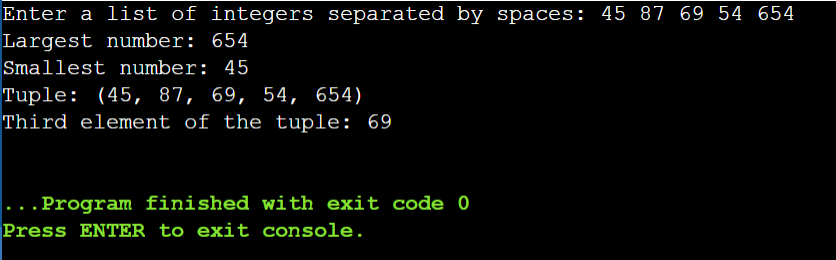 Enter a list of integers separated by spaces: 45 87 69 54 654
Largest number: 654
Smallest number: 45
Tuple: (45, 87, 69, 54, 654)
Third element of the tuple: 69
...Program finished with exit code 0
Press ENTER to exit console.